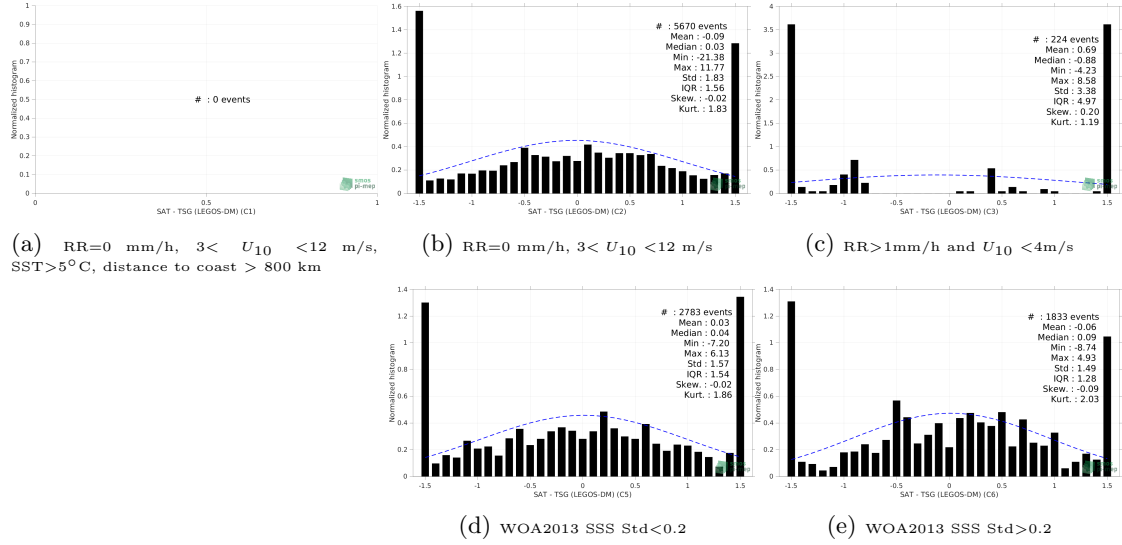 1
0.9
0.8
0.7
0.6
0.5
0.4
0.3
0.2
0.1
0
Normalized histogram
# : 0 events
smos
pi-mep
0 0.5 1
SAT - TSG (LEGOS-DM) (C1)
(a) RR=0 mm/h, 3< U10 <12 m/s,
SST>5°C, distance to coast > 800 km
1.6
1.4
1.2
1
0.8
0.6
0.4
0.2
0
Normalized histogram
# : 5670 events
Mean : -0.09
Median : 0.03
Min : -21.38
Max : 11.77
Std : 1.83
IQR : 1.56
Skew. : -0.02
Kurt. : 1.83
smos
pi-mep
-1.5 -1 -0.5 0 0.5 1 1.5
SAT - TSG (LEGOS-DM) (C2)
(b) RR=0 mm/h, 3< U10 <12 m/s
4
3.5
3
2.5
2
1.5
1
0.5
0
Normalized histogram
# : 224 events
Mean : 0.69
Median : -0.88
Min : -4.23
Max : 8.58
Std : 3.38
IQR : 4.97
Skew. : 0.20
Kurt. : 1.19
smos
pi-mep
-1.5 -1 -0.5 0 0.5 1 1.5
SAT - TSG (LEGOS-DM) (C3)
(c) RR>1mm/h and U10 <4m/s
1.4
1.2
1
0.8
0.6
0.4
0.2
0
Normalized histogram
# : 2783 events
Mean : 0.03
Median : 0.04
Min : -7.20
Max : 6.13
Std : 1.57
IQR : 1.54
Skew. : -0.02
Kurt. : 1.86
smos
pi-mep
-1.5 -1 -0.5 0 0.5 1 1.5
SAT - TSG (LEGOS-DM) (C5)
(d) WOA2013 SSS Std<0.2
1.4
1.2
1
0.8
0.6
0.4
0.2
0
Normalized histogram
# : 1833 events
Mean : -0.06
Median : 0.09
Min : -8.74
Max : 4.93
Std : 1.49
IQR : 1.28
Skew. : -0.09
Kurt. : 2.03
smos
pi-mep
-1.5 -1 -0.5 0 0.5 1 1.5
SAT - TSG (LEGOS-DM) (C6)
(e) WOA2013 SSS Std>0.2